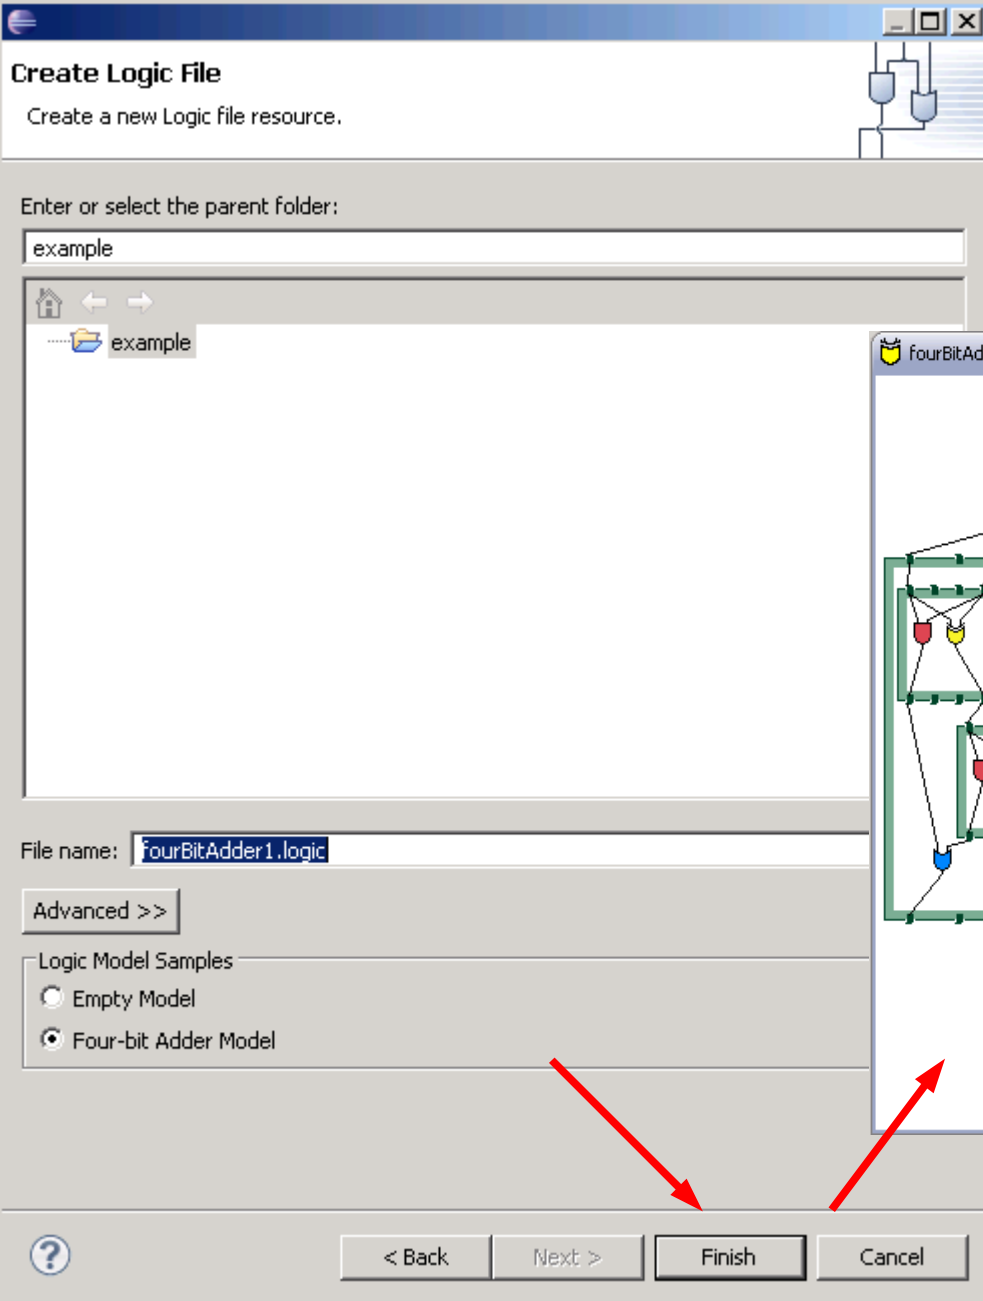 Create Logic File
Create a new Logic file resource.
Enter or select the parent folder:
example
example
fourBitAd
File name: fourBitAdder1.logic
Advanced >>
Logic Model Samples
Empty Model
Four-bit Adder Model
< Back Next > Finish Cancel